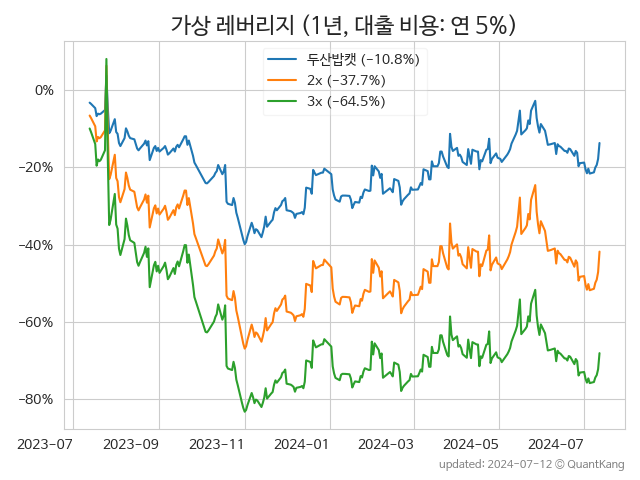 가상 레버리지 (1년, 대출 비용: 연 5%)
두산밥캣 (−10.8%)
2x (−37.7%)
3x (−64.5%)
0%
−20%
−40%
−60%
−80%
2023-07 2023-09 2023-11 2024-01 2024-03 2024-05 2024-07
updated: 2024-07-12 © QuantKang